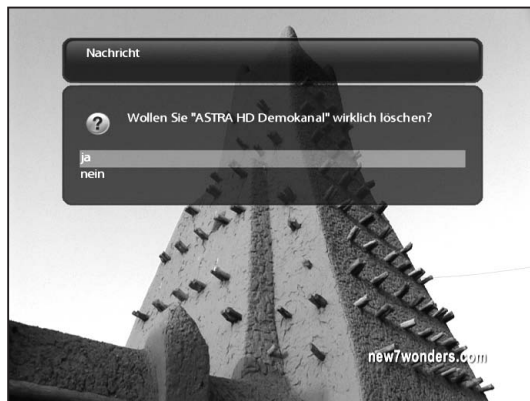 Nachricht
Wollen Sie "ASTRA HD Demokanal" wirklich löschen?
ja
nein
new7wonders.com